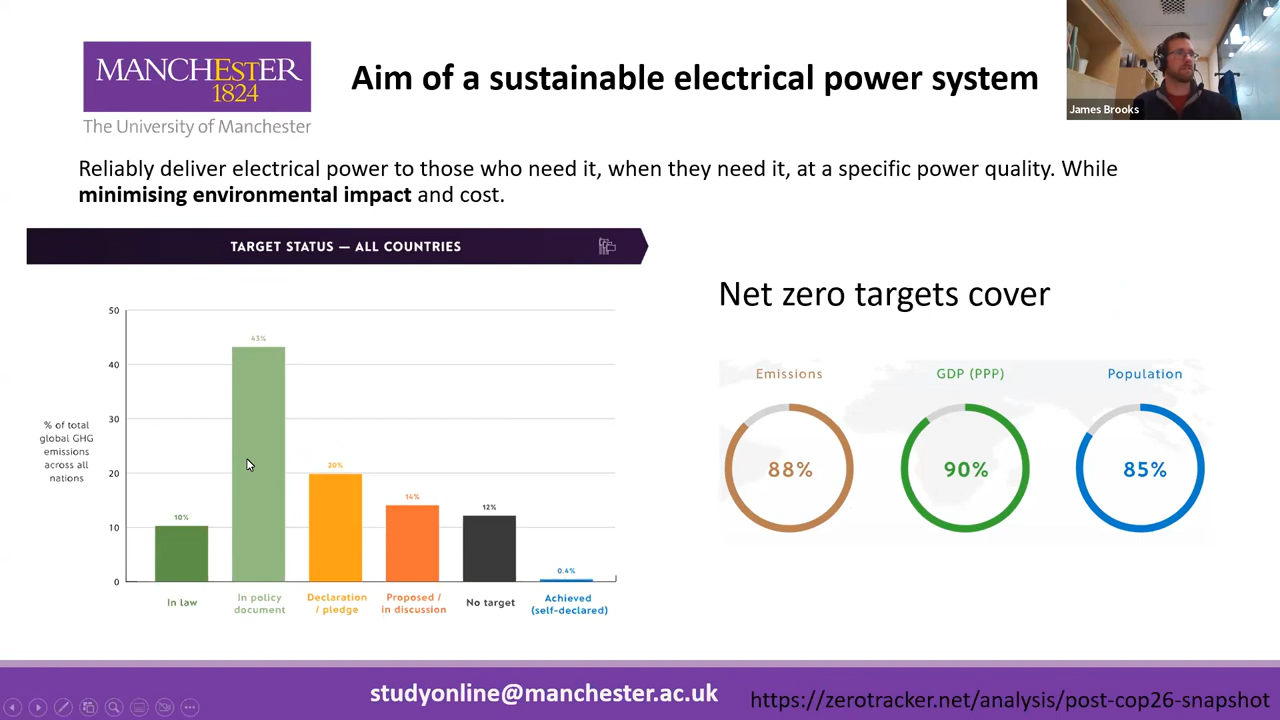 MANCHESTER
1824
The University of Manchester
Aim of a sustainable electrical power system
James Brooks
Reliably deliver electrical power to those who need it, when they need it, at a specific power quality. While
minimising environmental impact and cost.
TARGET STATUS — ALL COUNTRIES
% of total
global GHG
emissions
across all
nations
50
40
30
20
10
0
10%
43%
20%
14%
12%
0.4%
In law
In policy
document
Declaration
/ pledge
Proposed /
in discussion
No target
Achieved
(self-declared)
Net zero targets cover
Emissions
GDP (PPP)
Population
88%
90%
85%
studyonline@manchester.ac.uk
https://zerotracker.net/analysis/post-cop26-snapshot